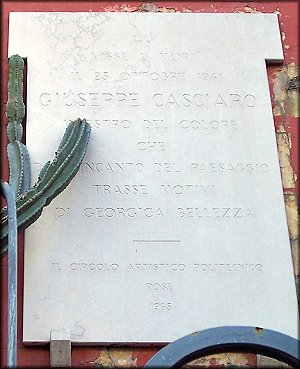 QUI
VISSE E MORÌ
IL 25 OTTOBRE 1941
GIUSEPPE CASCIARO
MAESTRO DEL COLORE
CHE
INCANTO DEL PAESAGGIO
TRASSE MOTIVI
DI GEORGICA BELLEZZA
IL CIRCOLO ARTISTICO POLITECNICO
POSE